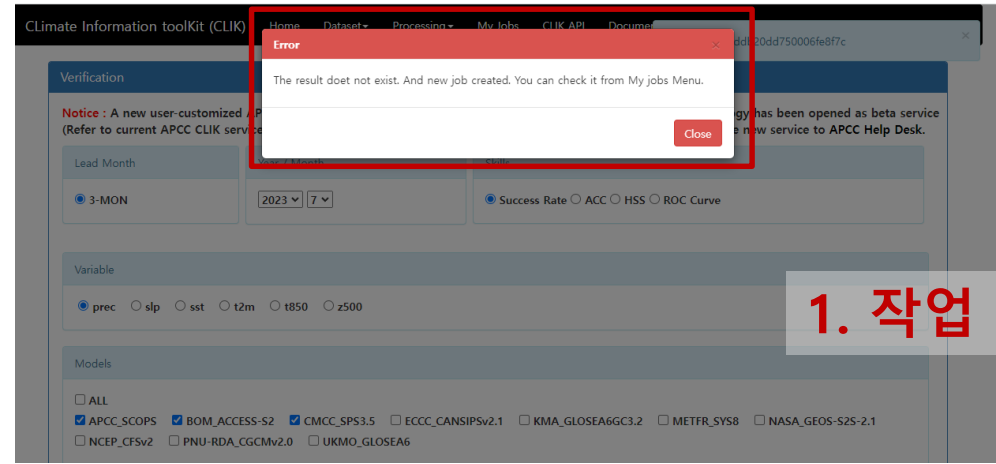 CLimate Information toolKit (CLIK) Home Dataset Processing My Jobs CLIK API
20dd750006fe8f7c ×
Error ×
The result doet not exist. And new job created. You can check it from My jobs Menu.
Close
Verification
Notice : A new user-customized has been opened as beta service
(Refer to current APCC CLIK new service to APCC Help Desk.
Lead Month
Year / Month
Skills
3-MON
2023 7
Success Rate ACC HSS ROC Curve
Variable
prec slp sst t2m t850 z500
1. 작업
Models
ALL
APCC_SCOPS BOM_ACCESS-S2 CMCC_SPS3.5 ECCC_CANSIPSv2.1 KMA_GLOSEA6GC3.2 METFR_SYS8 NASA_GEOS-S2S-2.1
NCEP_CFSv2 PNU-RDA_CGCMv2.0 UKMO_GLOSEA6